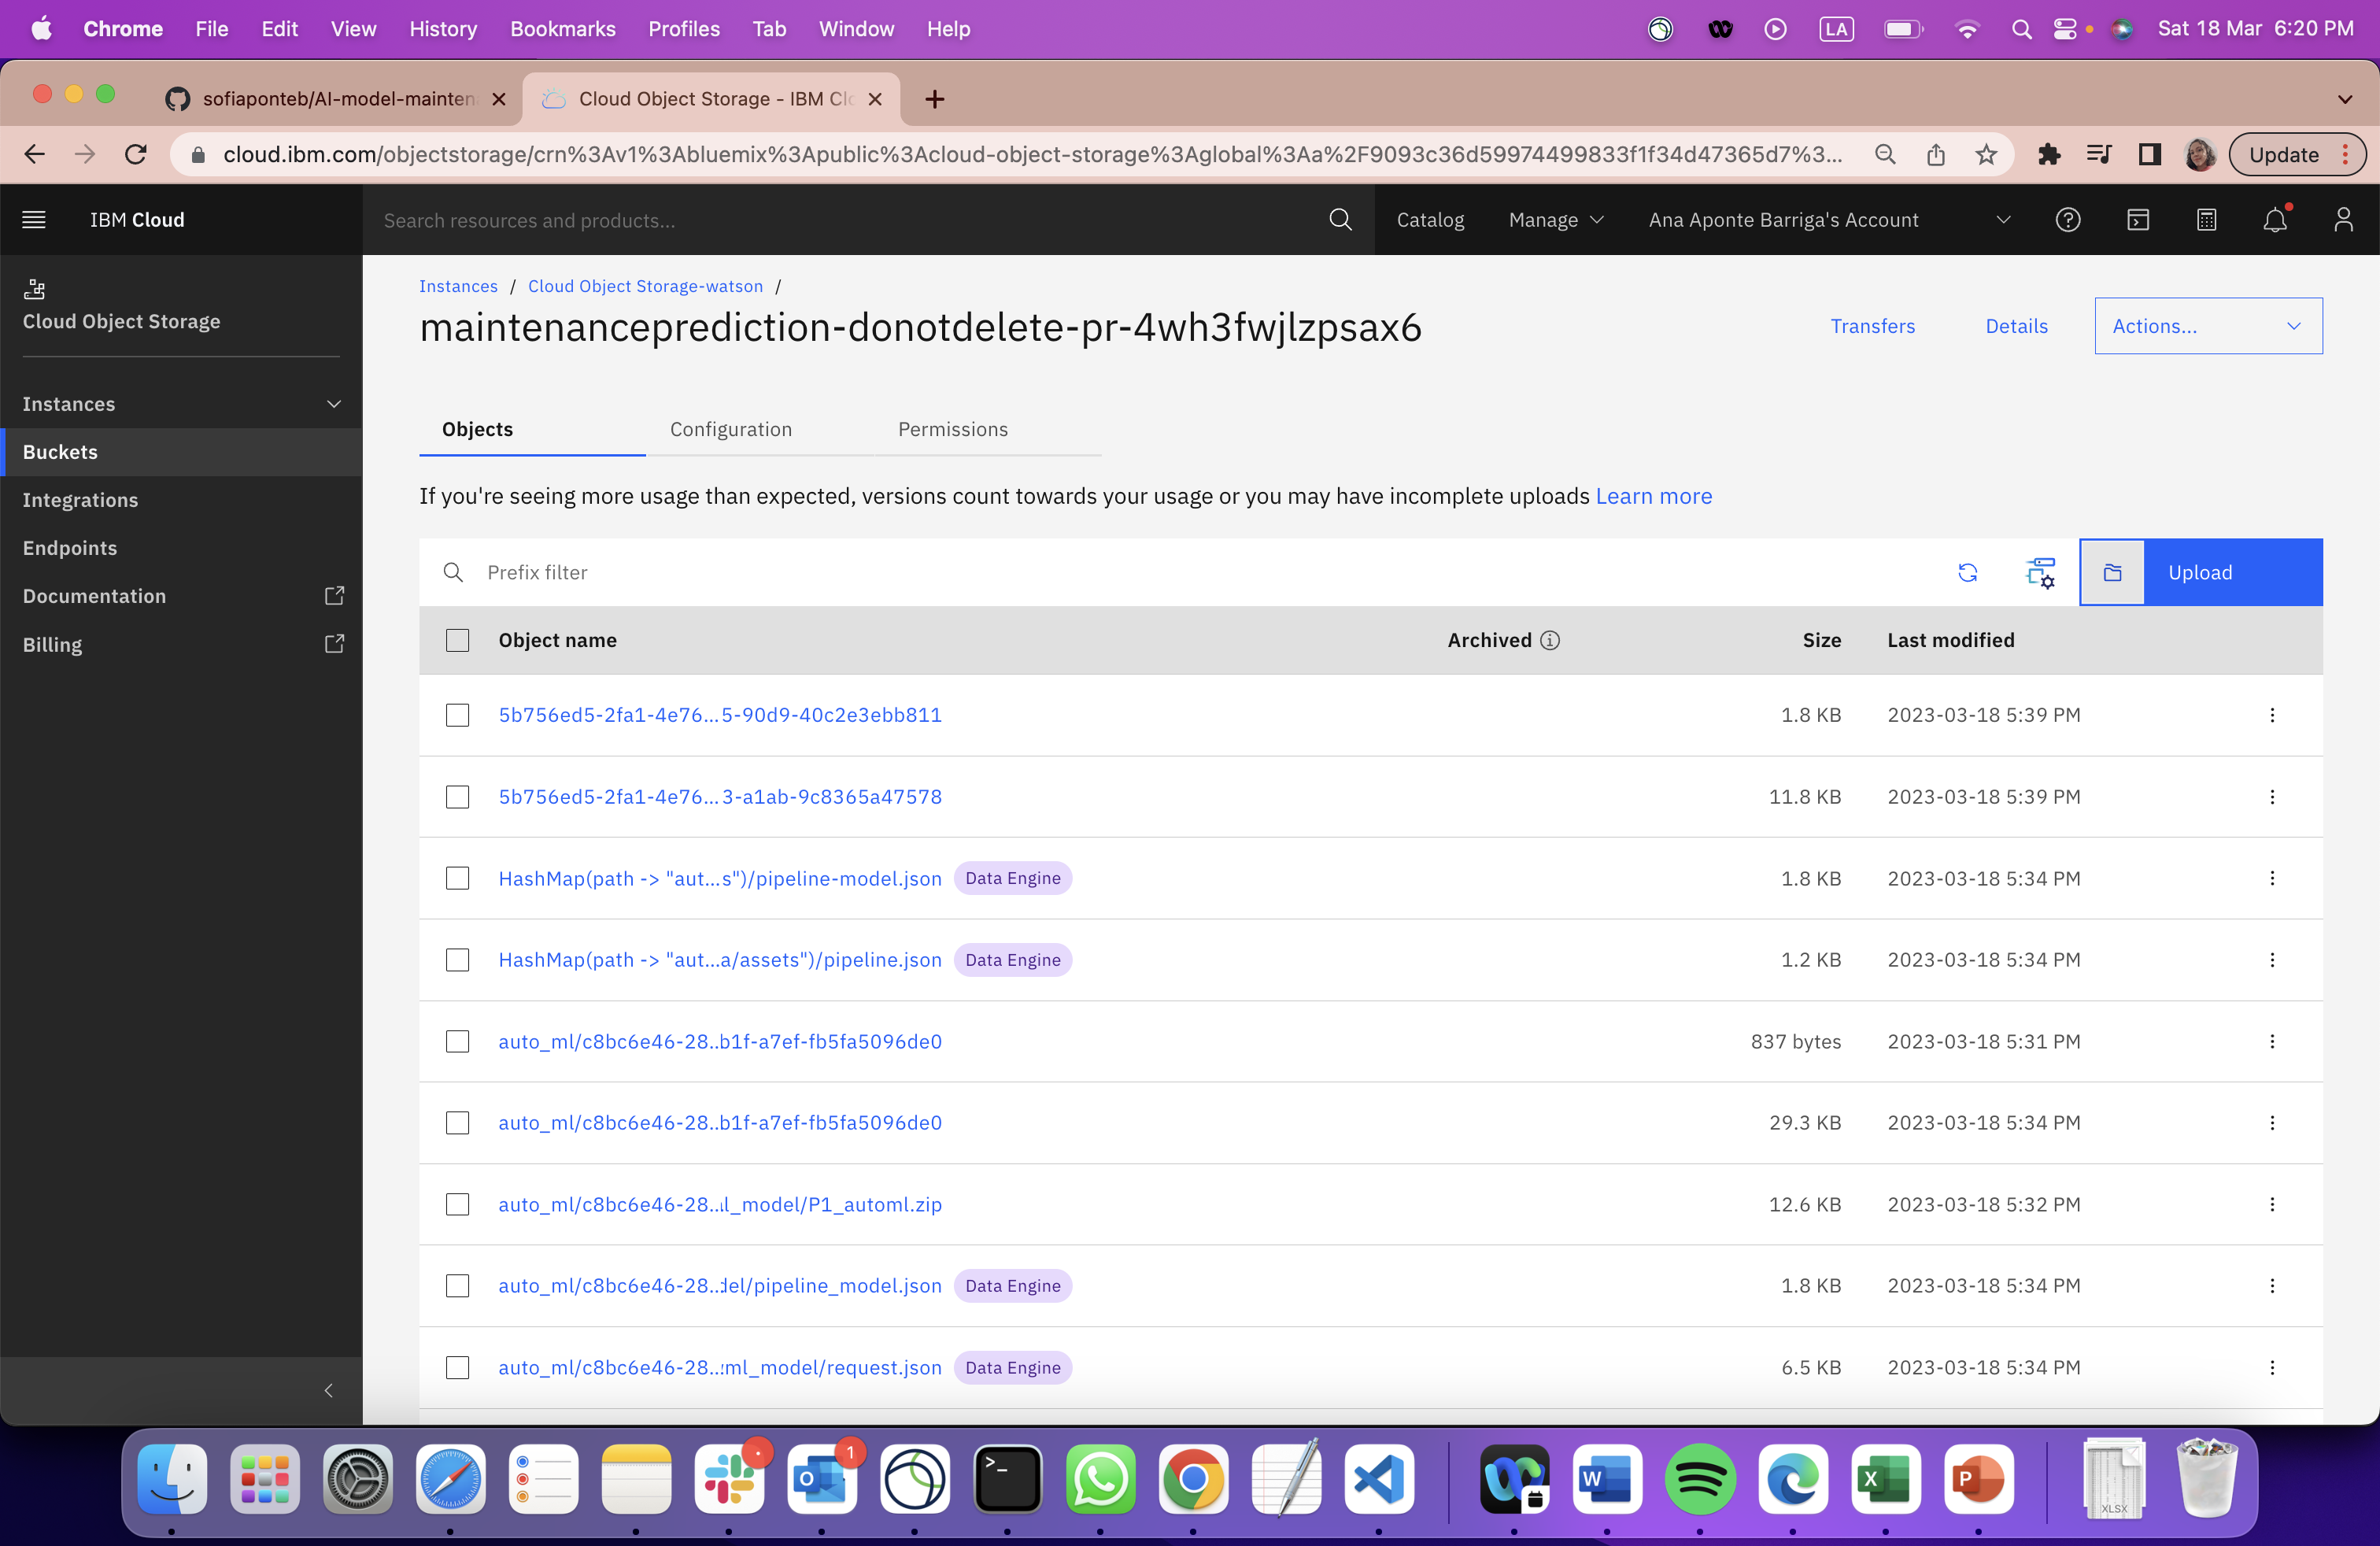 Chrome File Edit View History Bookmarks Profiles Tab Window Help LA Sat 18 Mar 6:20 PM
sofiaponteb/AI-model-mainten Cloud Object Storage - IBM Clo
cloud.ibm.com/objectstorage/crn%3Av1%3Abluemix%3Apublic%3Acloud-object-storage%3Aglobal%3Aa%2F9093c36d59974499833f1f34d47365d7%3... Update
IBM Cloud Search resources and products... Catalog Manage Ana Aponte Barriga's Account
Cloud Object Storage
Instances
Buckets
Integrations
Endpoints
Documentation
Billing
Instances / Cloud Object Storage-watson /
maintenanceprediction-donotdelete-pr-4wh3fwjlzpsax6 Transfers Details Actions...
Objects Configuration Permissions
If you're seeing more usage than expected, versions count towards your usage or you may have incomplete uploads Learn more
Prefix filter Upload
Object name Archived Size Last modified
5b756ed5-2fa1-4e76...5-90d9-40c2e3ebb811 1.8 KB 2023-03-18 5:39 PM
5b756ed5-2fa1-4e76...3-a1ab-9c8365a47578 11.8 KB 2023-03-18 5:39 PM
HashMap(path -> "aut...s")/pipeline-model.json Data Engine 1.8 KB 2023-03-18 5:34 PM
HashMap(path -> "aut...a/assets")/pipeline.json Data Engine 1.2 KB 2023-03-18 5:34 PM
auto_ml/c8bc6e46-28...b1f-a7ef-fb5fa5096de0 837 bytes 2023-03-18 5:31 PM
auto_ml/c8bc6e46-28...b1f-a7ef-fb5fa5096de0 29.3 KB 2023-03-18 5:34 PM
auto_ml/c8bc6e46-28...l_model/P1_automl.zip 12.6 KB 2023-03-18 5:32 PM
auto_ml/c8bc6e46-28...del/pipeline_model.json Data Engine 1.8 KB 2023-03-18 5:34 PM
auto_ml/c8bc6e46-28...ml_model/request.json Data Engine 6.5 KB 2023-03-18 5:34 PM
1
XLSX